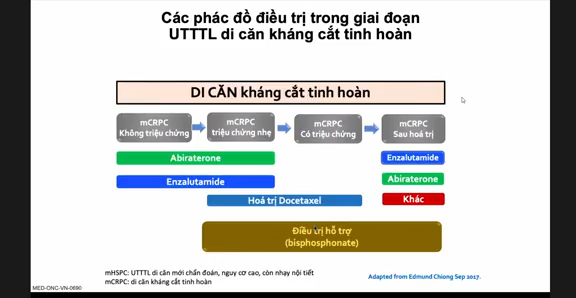 Các phác đồ điều trị trong giai đoạn
UTTTL di căn kháng cắt tinh hoàn
DI CĂN kháng cắt tinh hoàn
mCRPC
Không triệu chứng
mCRPC
triệu chứng nhẹ
mCRPC
Có triệu chứng
mCRPC
Sau hoá trị
Abiraterone
Enzalutamide
Enzalutamide
Abiraterone
Hoá trị Docetaxel
Khác
Điều trị hỗ trợ
(bisphosphonate)
mHSPC: UTTTL di căn mới chẩn đoán, nguy cơ cao, còn nhạy nội tiết
mCRPC: di căn kháng cắt tinh hoàn
Adapted from Edmund Chiong Sep 2017.
MED-ONC-VN-0690